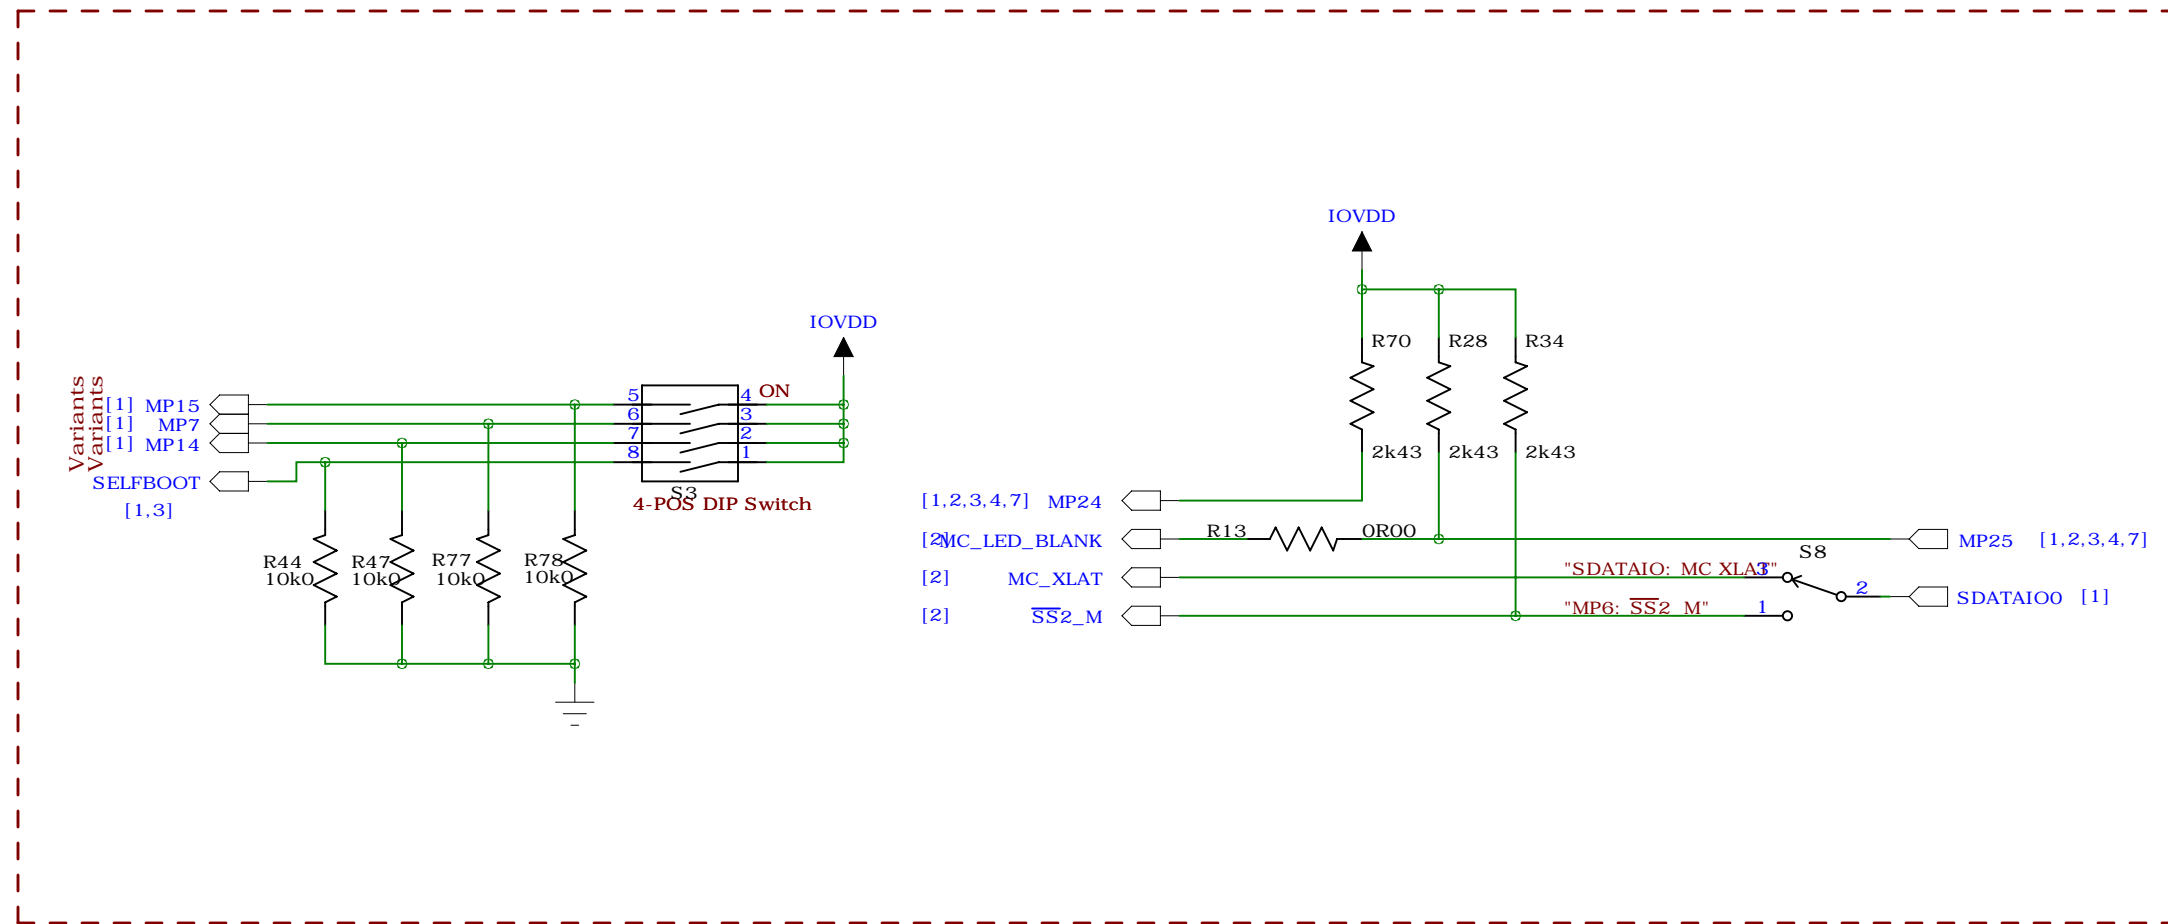 IOVDD
IOVDD
R70
R28
R34
2k43
2k43
2k43
Variants
Variants
[1] MP15
[1] MP7
[1] MP14
SELFBOOT
[1,3]
5
6
7
8
4
3
2
1
ON
S3
4-POS DIP Switch
R44
10k0
R47
10k0
R77
10k0
R78
10k0
[1,2,3,4,7] MP24
[2] MC_LED_BLANK
R13
0R00
MP25 [1,2,3,4,7]
[2] MC_XLAT
"SDATAIO: MC XLAT"
3
S8
2
SDATAIO0 [1]
[2] S̅S̅2_M
"MP6: S̅S̅2 M"
1